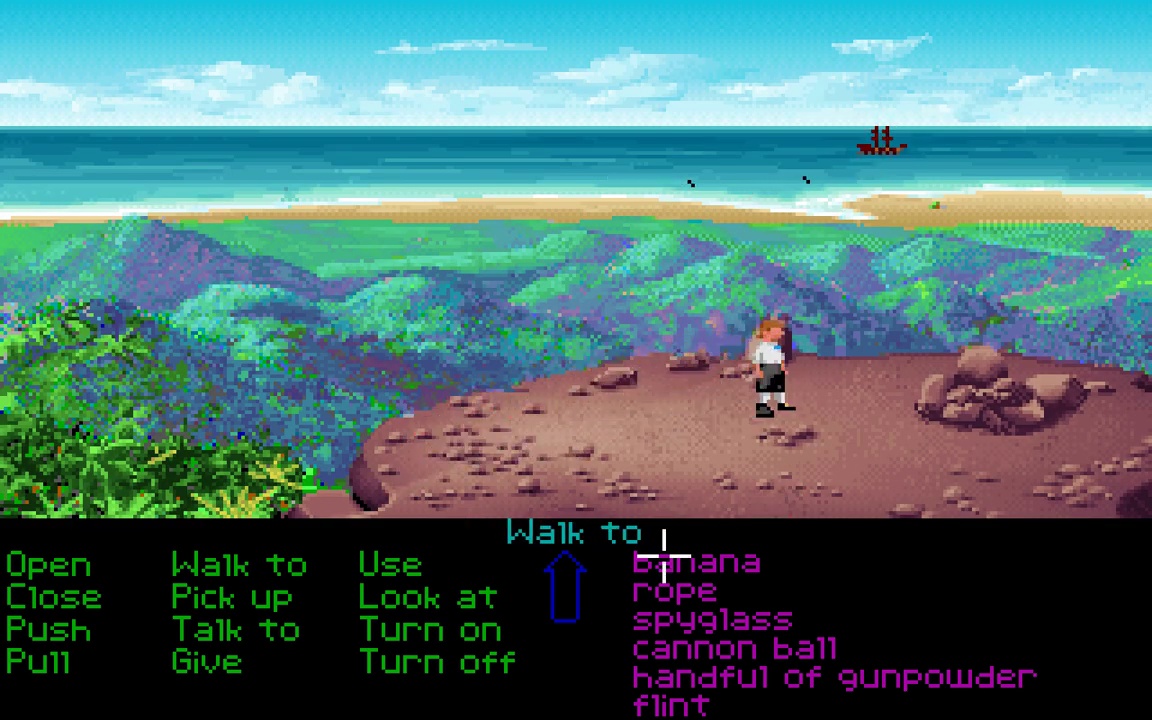 Walk to
Open Walk to Use
Close Pick up Look at
Push Talk to Turn on
Pull Give Turn off
banana
rope
spyglass
cannon ball
handful of gunpowder
flint